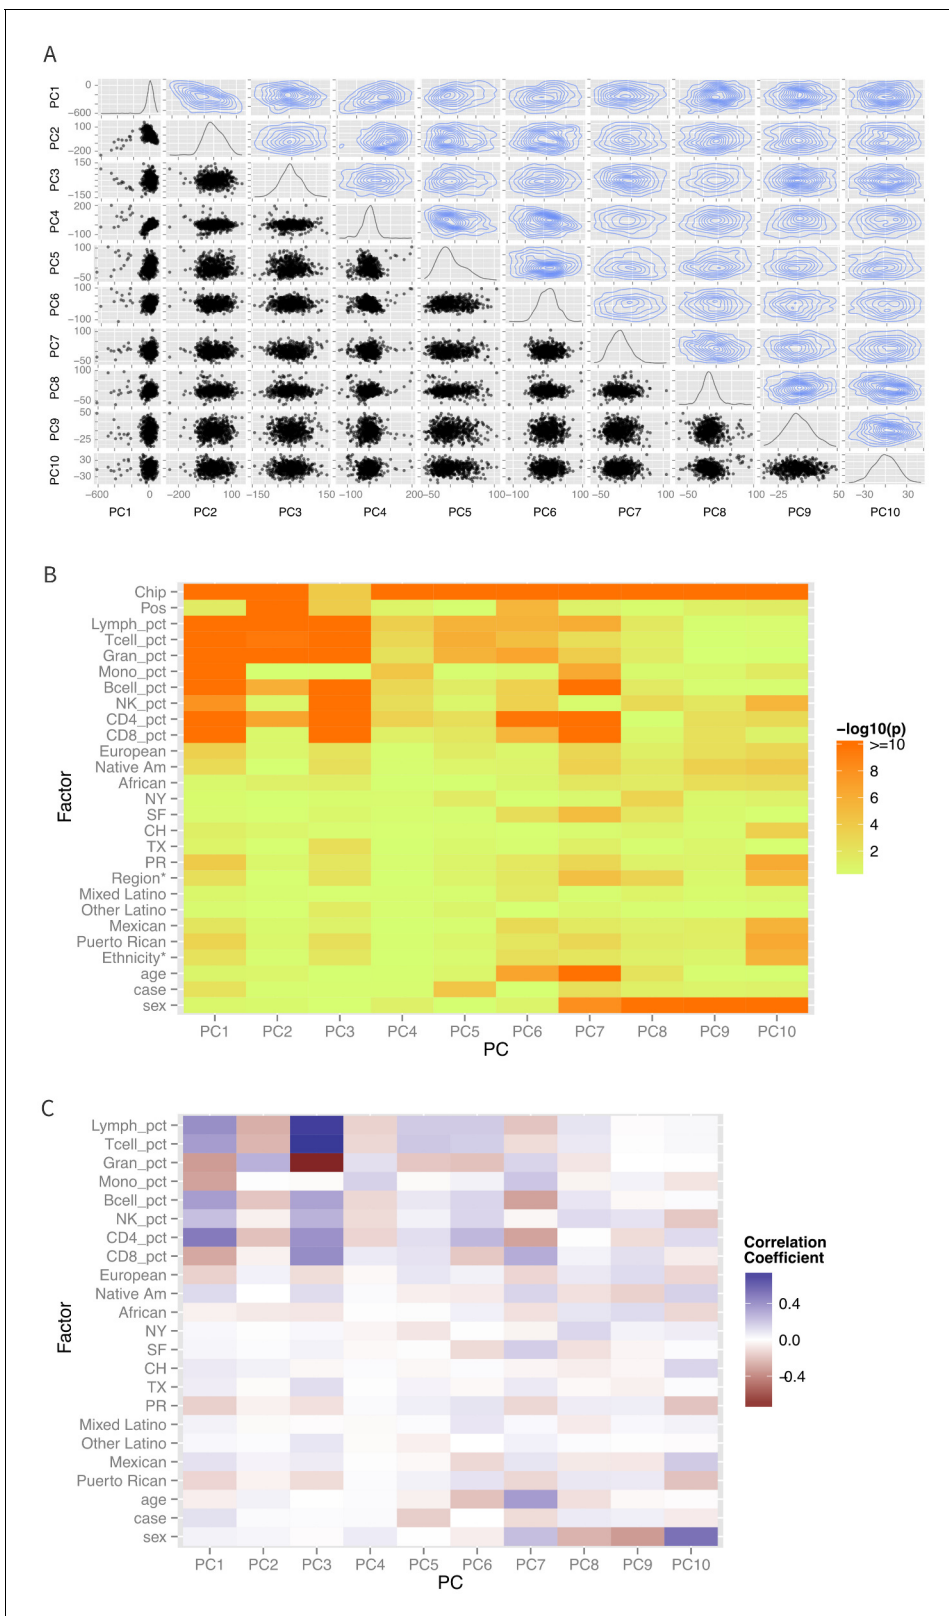 A
PC1
0
−600
PC2
100
−200
PC3
150
−150
PC4
200
−100
PC5
100
−50
PC6
100
−100
PC7
100
−50
PC8
100
−50
PC9
50
−25
PC10
30
−30
−600 0 −200 100 −150 150 −100 200 −50 100 −100 100 −50 100 −50 100 −25 50 −30 30
PC1 PC2 PC3 PC4 PC5 PC6 PC7 PC8 PC9 PC10
B
Factor
Chip
Pos
Lymph_pct
Tcell_pct
Gran_pct
Mono_pct
Bcell_pct
NK_pct
CD4_pct
CD8_pct
European
Native Am
African
NY
SF
CH
TX
PR
Region*
Mixed Latino
Other Latino
Mexican
Puerto Rican
Ethnicity*
age
case
sex
PC1 PC2 PC3 PC4 PC5 PC6 PC7 PC8 PC9 PC10
PC
−log10(p)
>=10
8
6
4
2
C
Factor
Lymph_pct
Tcell_pct
Gran_pct
Mono_pct
Bcell_pct
NK_pct
CD4_pct
CD8_pct
European
Native Am
African
NY
SF
CH
TX
PR
Mixed Latino
Other Latino
Mexican
Puerto Rican
age
case
sex
PC1 PC2 PC3 PC4 PC5 PC6 PC7 PC8 PC9 PC10
PC
Correlation
Coefficient
0.4
0.0
−0.4